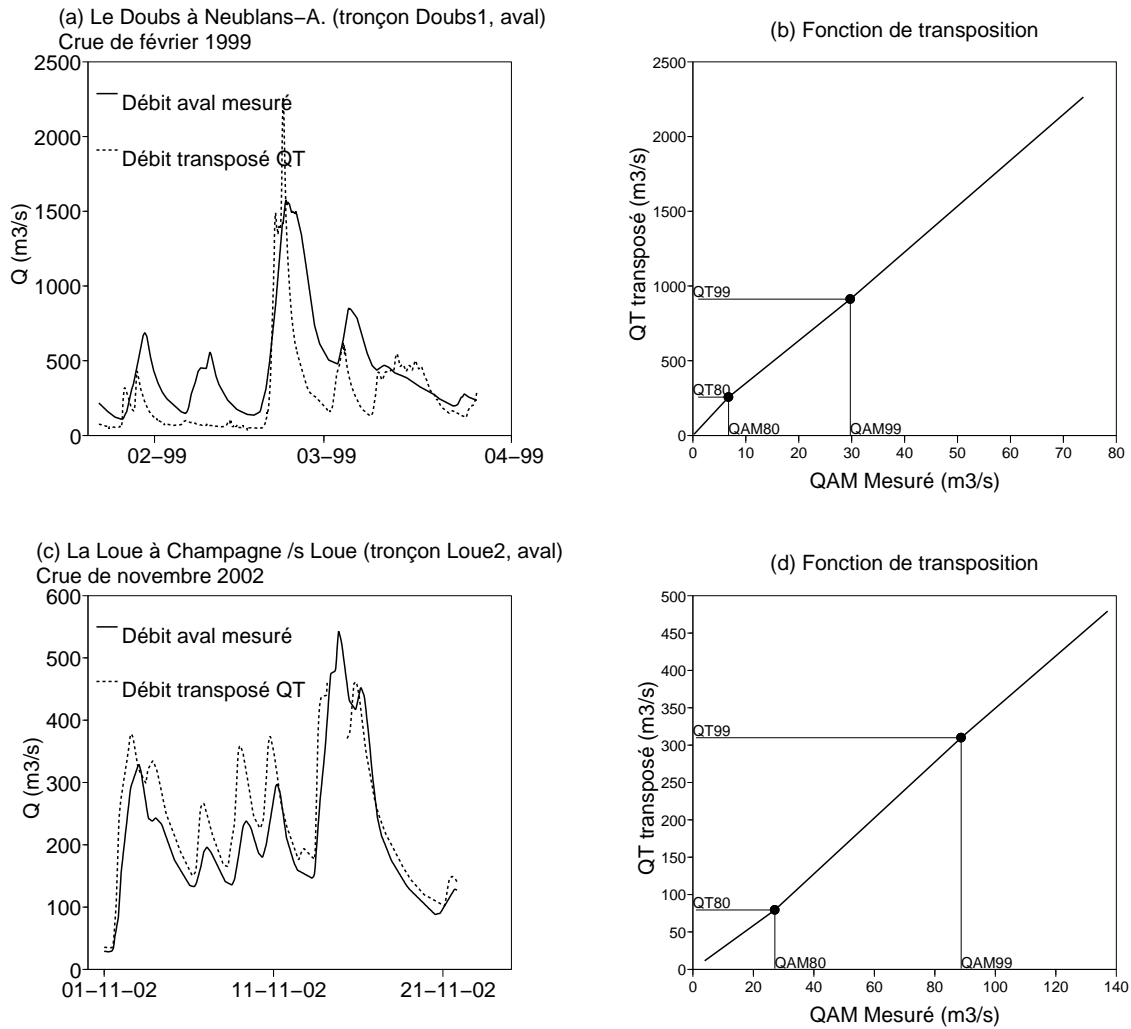 (a) Le Doubs à Neublans−A. (tronçon Doubs1, aval)
Crue de février 1999
2500
2000
1500
1000
500
0
Q (m3/s)
Débit aval mesuré
Débit transposé QT
02−99
03−99
04−99
(b) Fonction de transposition
2500
2000
1500
1000
500
0
QT transposé (m3/s)
QT99
QT80
QAM80
QAM99
0
10
20
30
40
50
60
70
80
QAM Mesuré (m3/s)
(c) La Loue à Champagne /s Loue (tronçon Loue2, aval)
Crue de novembre 2002
600
500
400
300
200
100
0
Q (m3/s)
Débit aval mesuré
Débit transposé QT
01−11−02
11−11−02
21−11−02
(d) Fonction de transposition
500
450
400
350
300
250
200
150
100
50
0
QT transposé (m3/s)
QT99
QT80
QAM80
QAM99
0
20
40
60
80
100
120
140
QAM Mesuré (m3/s)